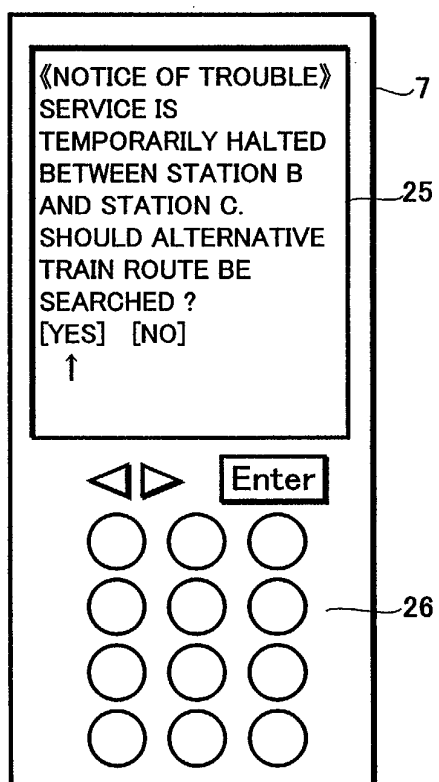 《NOTICE OF TROUBLE》
SERVICE IS
TEMPORARILY HALTED
BETWEEN STATION B
AND STATION C.
SHOULD ALTERNATIVE
TRAIN ROUTE BE
SEARCHED ?
[YES] [NO]
↑
Enter
7
25
26